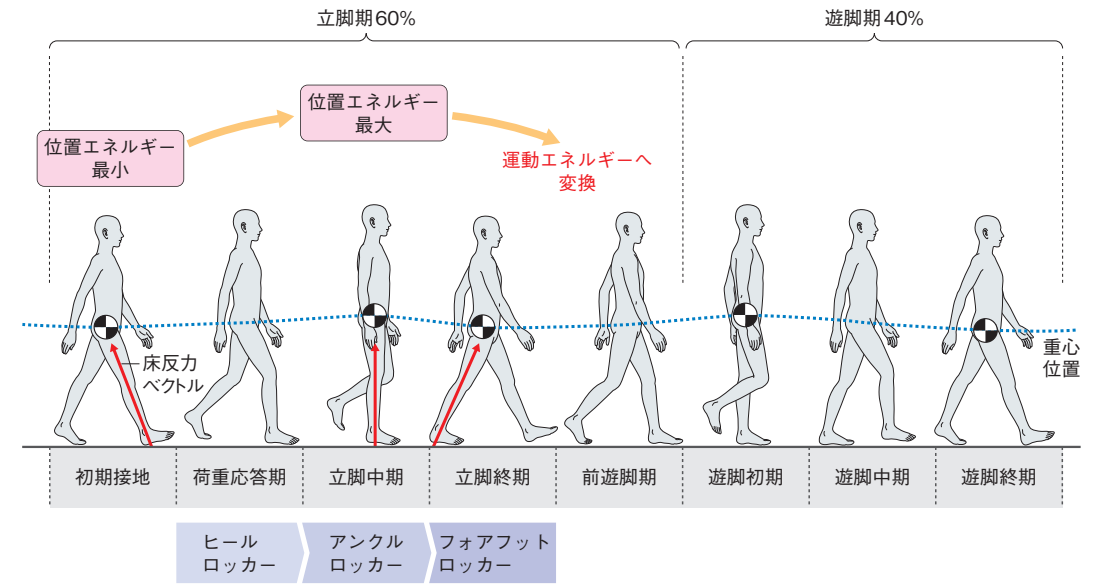 立脚期60%
遊脚期40%
位置エネルギー
最小
位置エネルギー
最大
運動エネルギーへ
変換
床反力
ベクトル
重心
位置
初期接地
荷重応答期
立脚中期
立脚終期
前遊脚期
遊脚初期
遊脚中期
遊脚終期
ヒール
ロッカー
アンクル
ロッカー
フォアフット
ロッカー